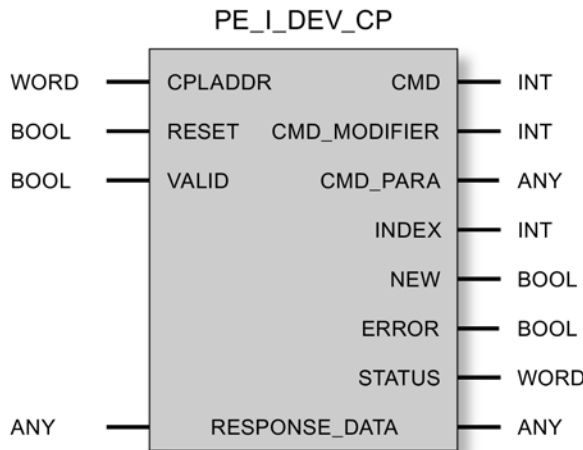 PE_I_DEV_CP
WORD CPLADDR CMD INT
BOOL RESET CMD_MODIFIER INT
BOOL VALID CMD_PARA ANY
INDEX INT
NEW BOOL
ERROR BOOL
STATUS WORD
ANY RESPONSE_DATA ANY